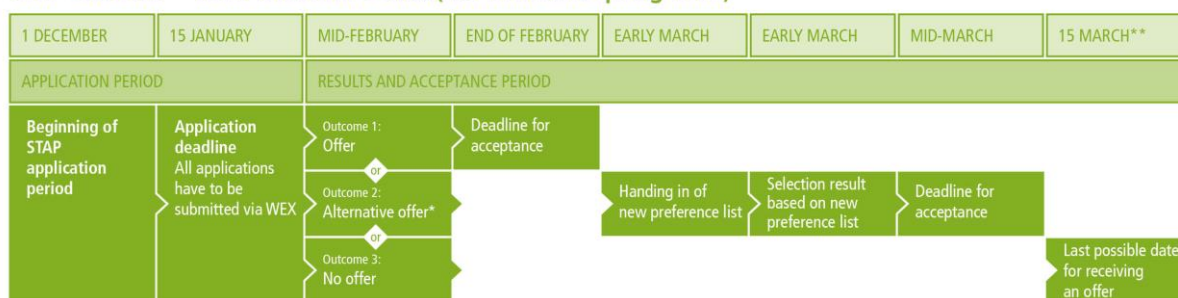 1 DECEMBER
15 JANUARY
MID-FEBRUARY
END OF FEBRUARY
EARLY MARCH
EARLY MARCH
MID-MARCH
15 MARCH**
APPLICATION PERIOD
RESULTS AND ACCEPTANCE PERIOD
Beginning of
STAP
application
period
Application
deadline
All applications
have to be
submitted via WEX
Outcome 1:
Offer
or
Outcome 2:
Alternative offer*
or
Outcome 3:
No offer
Deadline for
acceptance
Handing in of
new preference list
Selection result
based on new
preference list
Deadline for
acceptance
Last possible date
for receiving
an offer